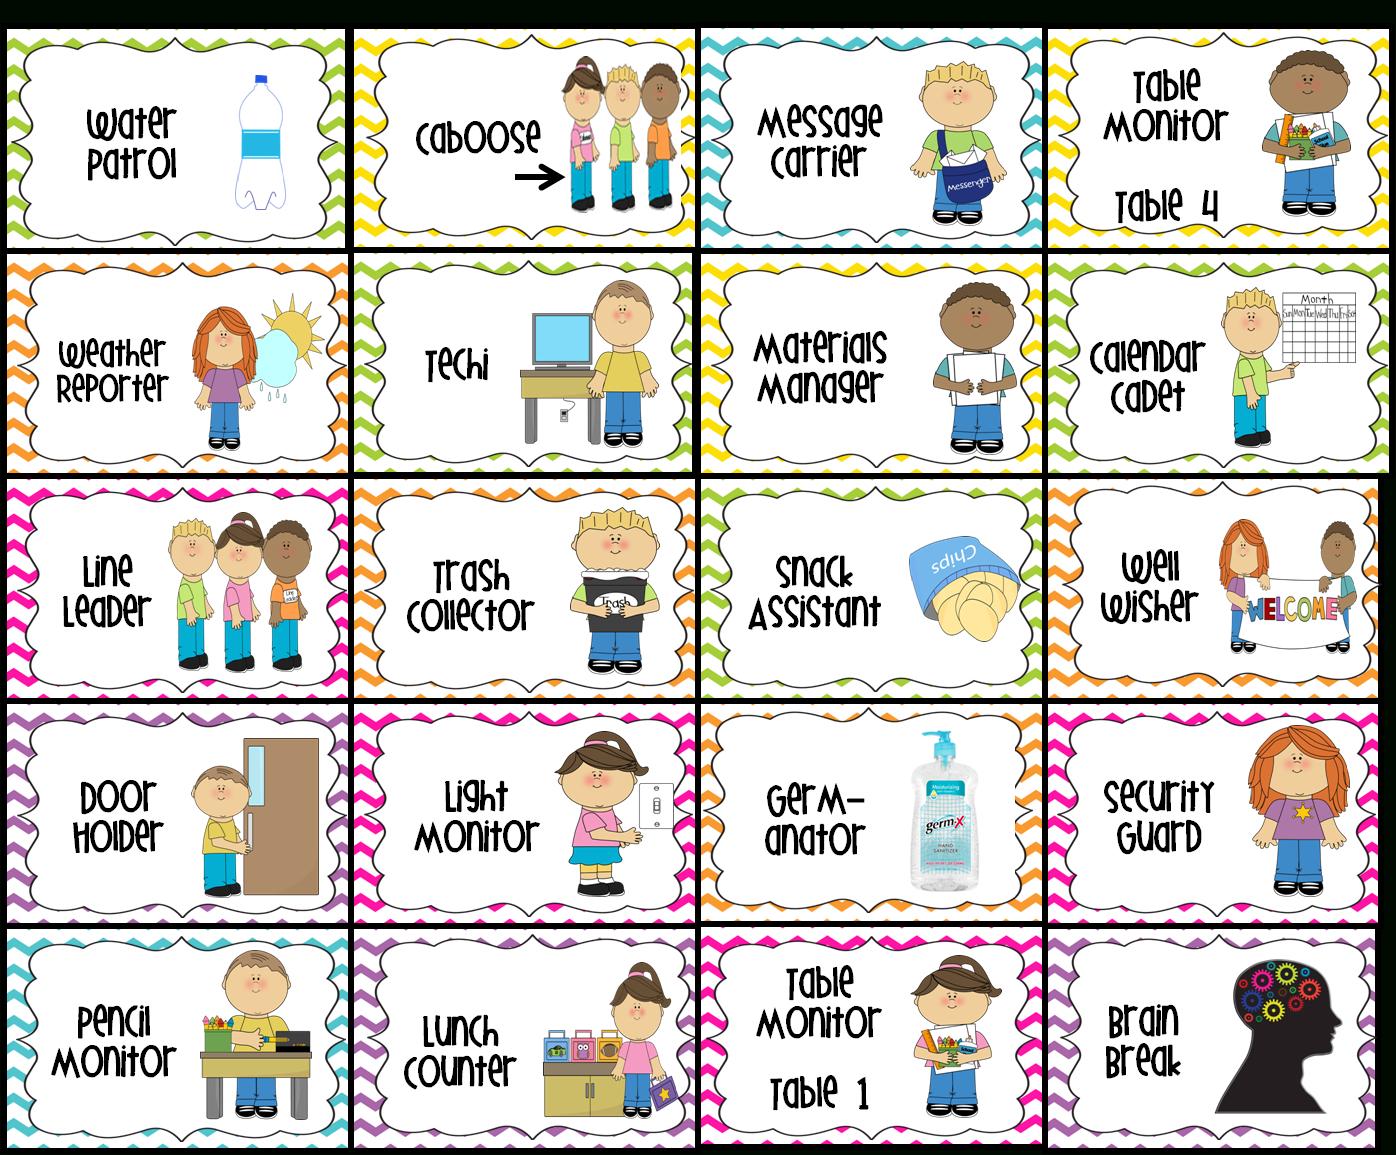 Water
Patrol
Caboose
Message
Carrier
Messenger
Table
Monitor
Table 4
School
Weather
Reporter
Techi
Materials
Manager
Calendar
Cadet
Month
Sun Mon Tue Wed Thu Fri Sat
Line
Leader
Line
Leader
Trash
Collector
Trash
Snack
Assistant
Chips
Well
Wisher
WELCOME
Door
Holder
Light
Monitor
Germ-
anator
Moisturizing
germ-X
HAND
SANITIZER
Security
Guard
Pencil
Monitor
Lunch
Counter
Table
Monitor
Table 1
School
Brain
Break